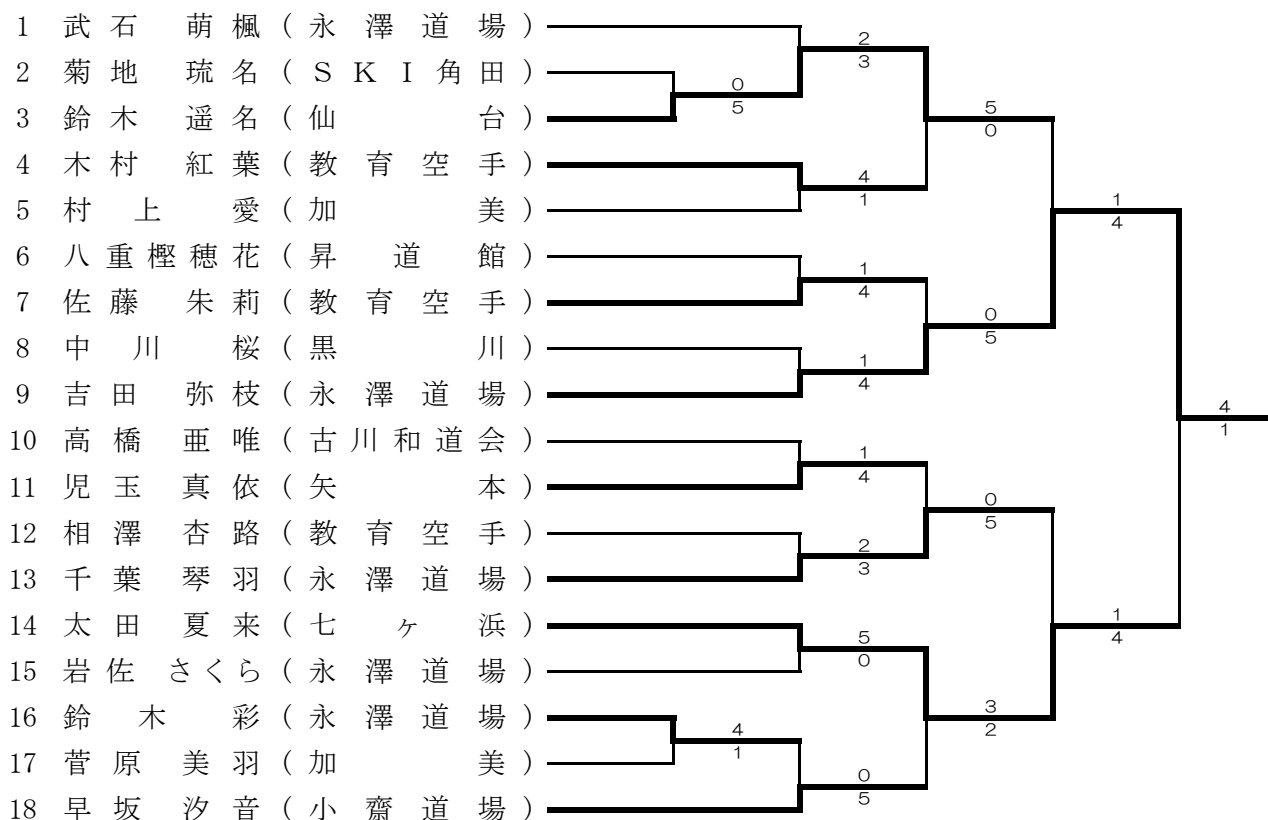 1 武石 萌楓 (永澤道場)
2
3
2 菊地 琉名 (SKI角田)
0
5
3 鈴木 遥名 (仙台)
5
0
4 木村 紅葉 (教育空手)
4
1
5 村上 愛 (加美)
1
4
6 八重樫穂花 (昇道館)
1
4
7 佐藤 朱莉 (教育空手)
0
5
8 中川 桜 (黒川)
1
4
9 吉田 弥枝 (永澤道場)
4
1
10 高橋 亜唯 (古川和道会)
1
4
11 児玉 真依 (矢本)
0
5
12 相澤 杏路 (教育空手)
2
3
13 千葉 琴羽 (永澤道場)
14 太田 夏来 (七ヶ浜)
1
4
5
0
15 岩佐 さくら (永澤道場)
16 鈴木 彩 (永澤道場)
3
2
4
1
17 菅原 美羽 (加美)
0
5
18 早坂 汐音 (小齋道場)